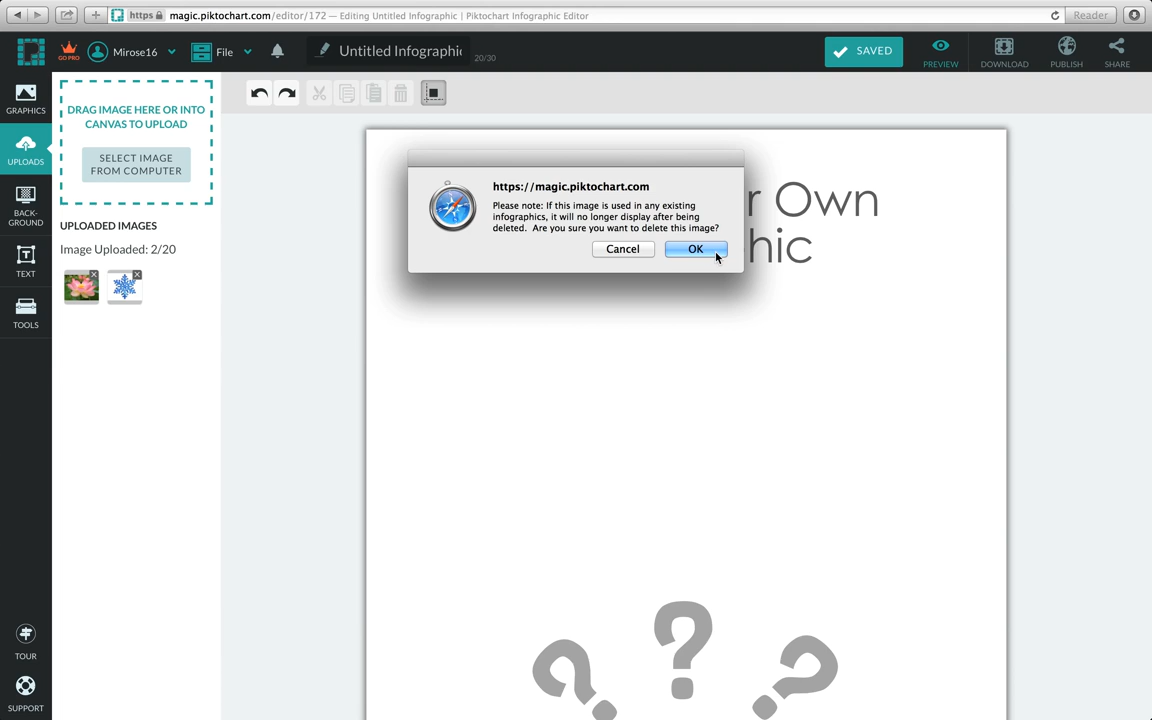 https magic.piktochart.com/editor/172 — Editing Untitled Infographic | Piktochart Infographic Editor
Reader
GO PRO
Mirose16
File
Untitled Infographic
20/30
SAVED
PREVIEW
DOWNLOAD
PUBLISH
SHARE
GRAPHICS
UPLOADS
BACK-
GROUND
TEXT
TOOLS
TOUR
SUPPORT
DRAG IMAGE HERE OR INTO
CANVAS TO UPLOAD
SELECT IMAGE
FROM COMPUTER
UPLOADED IMAGES
Image Uploaded: 2/20
https://magic.piktochart.com
Please note: If this image is used in any existing
infographics, it will no longer display after being
deleted. Are you sure you want to delete this image?
Cancel
OK
r Own
hic
? ? ?